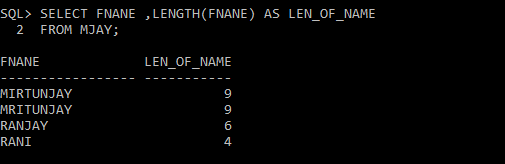 SQL> SELECT FNANE ,LENGTH(FNANE) AS LEN_OF_NAME
2 FROM MJAY;
FNANE LEN_OF_NAME
----------------- -----------
MIRTUNJAY 9
MRITUNJAY 9
RANJAY 6
RANI 4